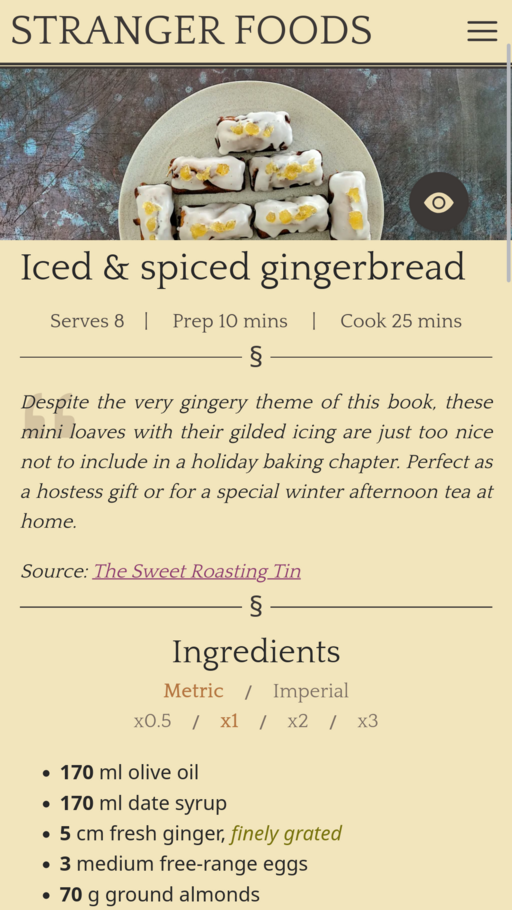 STRANGER FOODS
Iced & spiced gingerbread
Serves 8 | Prep 10 mins | Cook 25 mins
§
Despite the very gingery theme of this book, these
mini loaves with their gilded icing are just too nice
not to include in a holiday baking chapter. Perfect as
a hostess gift or for a special winter afternoon tea at
home.
Source: The Sweet Roasting Tin
§
Ingredients
Metric / Imperial
x0.5 / x1 / x2 / x3
• 170 ml olive oil
• 170 ml date syrup
• 5 cm fresh ginger, finely grated
• 3 medium free-range eggs
• 70 g ground almonds